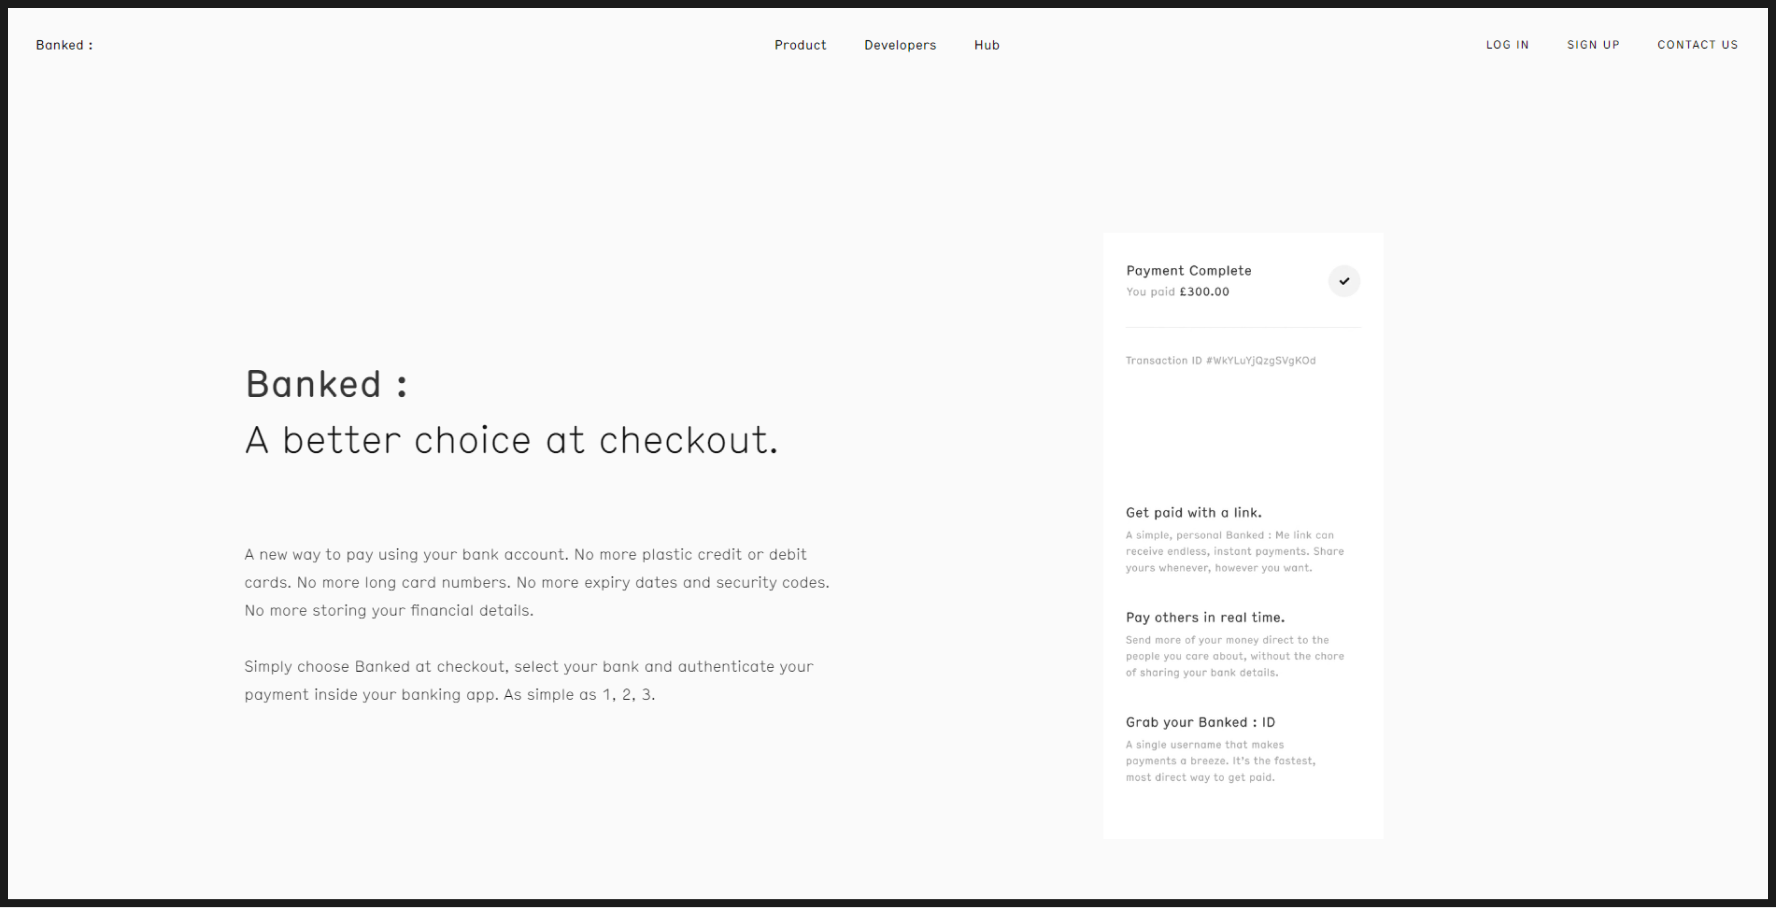 Banked :
Product
Developers
Hub
LOG IN
SIGN UP
CONTACT US
Banked :
A better choice at checkout.
A new way to pay using your bank account. No more plastic credit or debit
cards. No more long card numbers. No more expiry dates and security codes.
No more storing your financial details.
Simply choose Banked at checkout, select your bank and authenticate your
payment inside your banking app. As simple as 1, 2, 3.
Payment Complete
You paid £300.00
Transaction ID #WkYLuYjQzgSVgKOd
Get paid with a link.
A simple, personal Banked : Me link can
receive endless, instant payments. Share
yours whenever, however you want.
Pay others in real time.
Send more of your money direct to the
people you care about, without the chore
of sharing your bank details.
Grab your Banked : ID
A single username that makes
payments a breeze. It's the fastest,
most direct way to get paid.